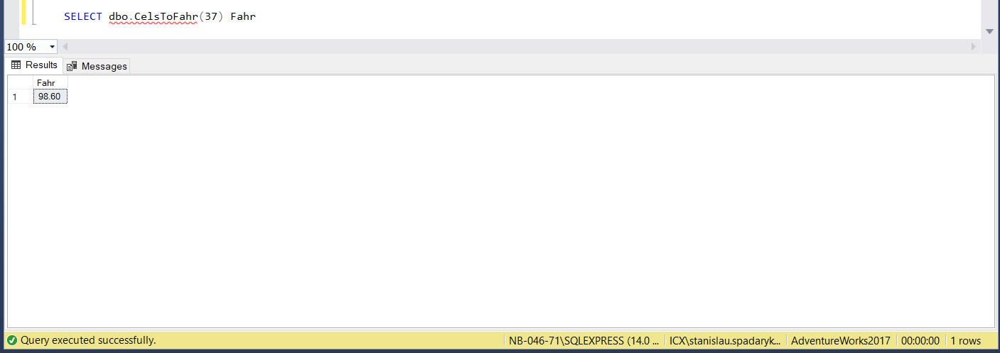 SELECT dbo.CelsToFahr(37) Fahr
100 %
Results Messages
Fahr
1 98.60
Query executed successfully. NB-046-71\SQLEXPRESS (14.0 ... ICX\stanislau.spadaryk... AdventureWorks2017 00:00:00 1 rows